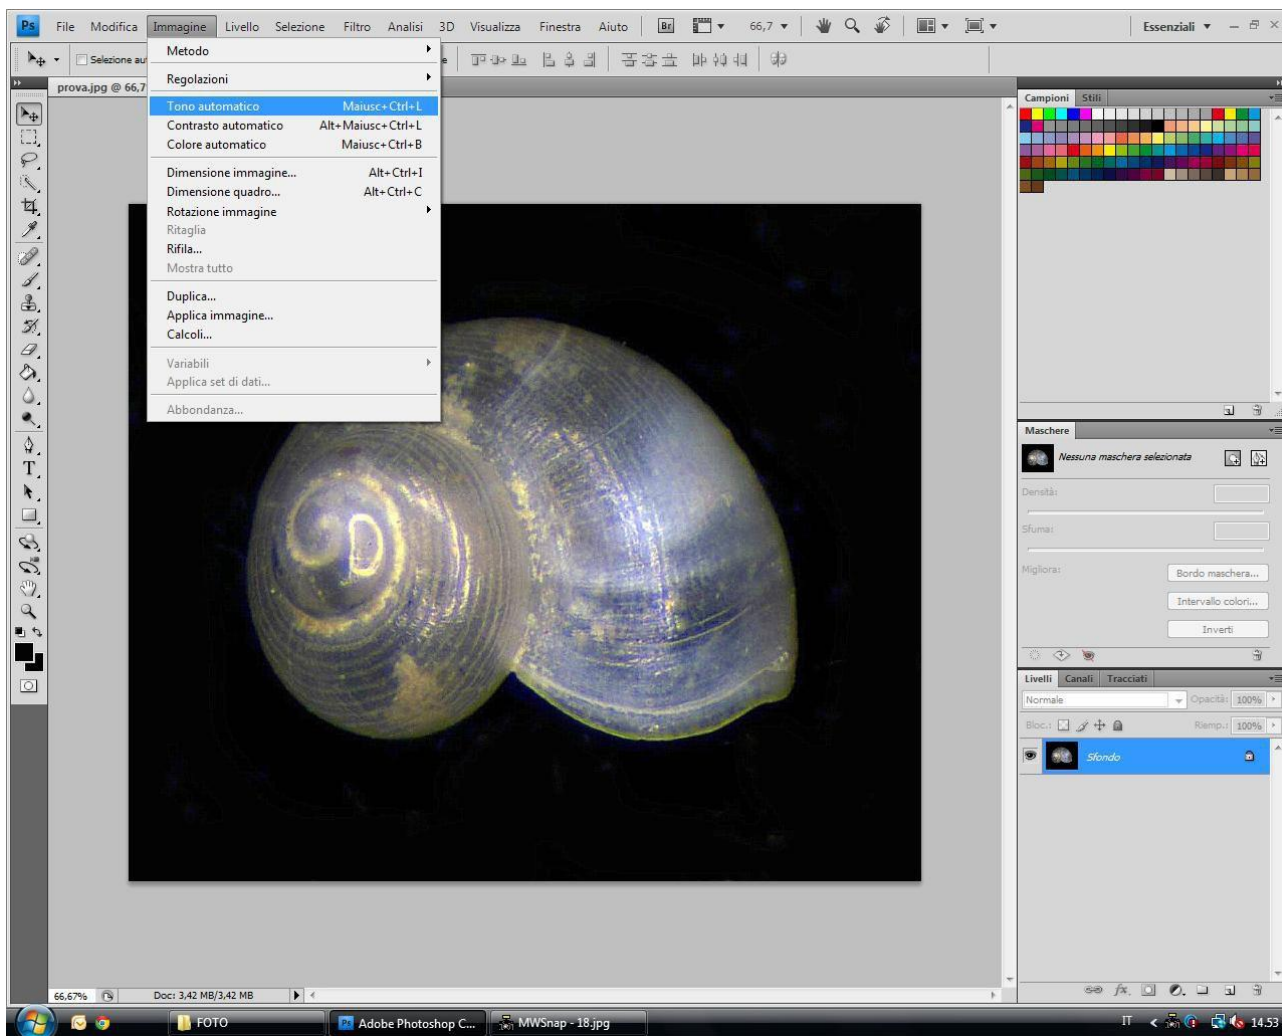 Ps File Modifica Immagine Livello Selezione Filtro Analisi 3D Visualizza Finestra Aiuto Br 66,7 Essenziali
Selezione au
prova.jpg @ 66,7
Metodo
Regolazioni
Tono automatico Maiusc+Ctrl+L
Contrasto automatico Alt+Maiusc+Ctrl+L
Colore automatico Maiusc+Ctrl+B
Dimensione immagine... Alt+Ctrl+I
Dimensione quadro... Alt+Ctrl+C
Rotazione immagine
Ritaglia
Rifila...
Mostra tutto
Duplica...
Applica immagine...
Calcoli...
Variabili
Applica set di dati...
Abbondanza...
Campioni Stili
Maschere
Nessuna maschera selezionata
Densità:
Sfuma:
Migliora:
Bordo maschera...
Intervallo colori...
Inverti
Livelli Canali Tracciati
Normale Opacità: 100%
Bloc.: Riemp.: 100%
Sfondo
66,67% Doc: 3,42 MB/3,42 MB
FOTO Ps Adobe Photoshop C... MWSnap - 18.jpg IT 14.53